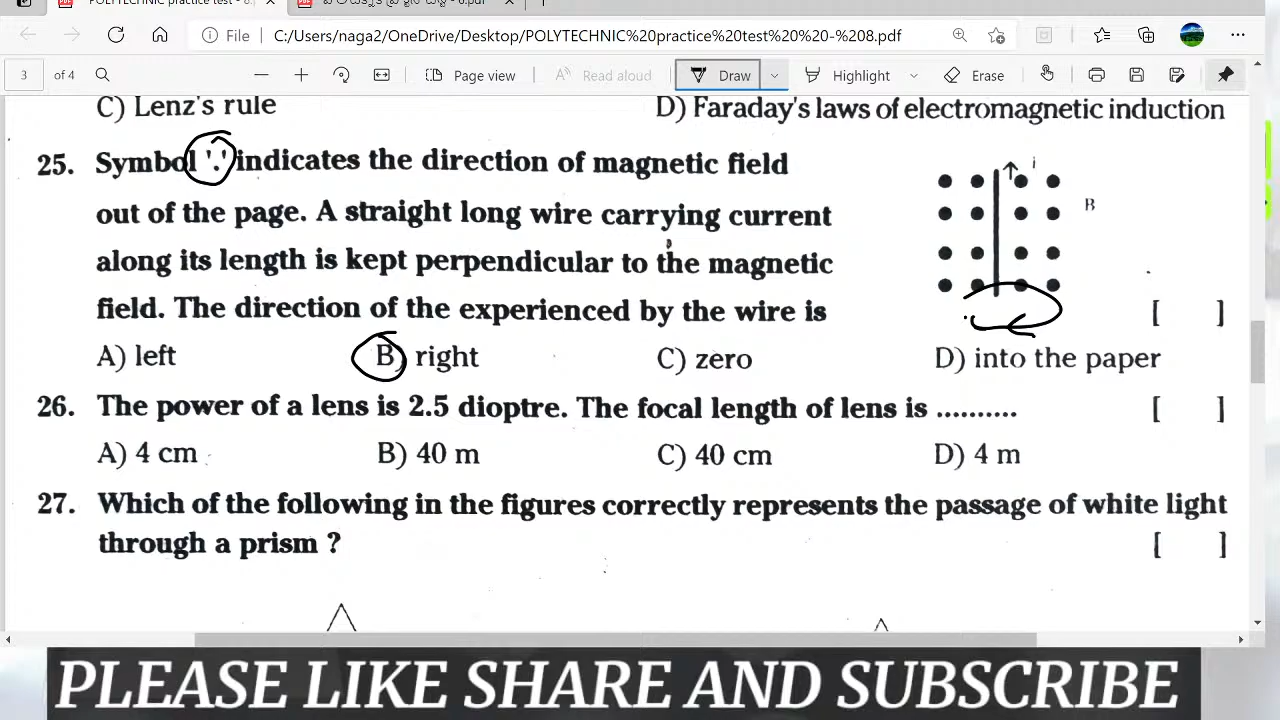 File C:/Users/naga2/OneDrive/Desktop/POLYTECHNIC%20practice%20test%20%20-%208.pdf
3 of 4 Page view Read aloud Draw Highlight Erase
C) Lenz's rule D) Faraday's laws of electromagnetic induction
25. Symbol '.' indicates the direction of magnetic field
out of the page. A straight long wire carrying current
along its length is kept perpendicular to the magnetic
field. The direction of the experienced by the wire is [ ]
i
B
A) left B) right C) zero D) into the paper
26. The power of a lens is 2.5 dioptre. The focal length of lens is .......... [ ]
A) 4 cm B) 40 m C) 40 cm D) 4 m
27. Which of the following in the figures correctly represents the passage of white light
through a prism ? [ ]
PLEASE LIKE SHARE AND SUBSCRIBE